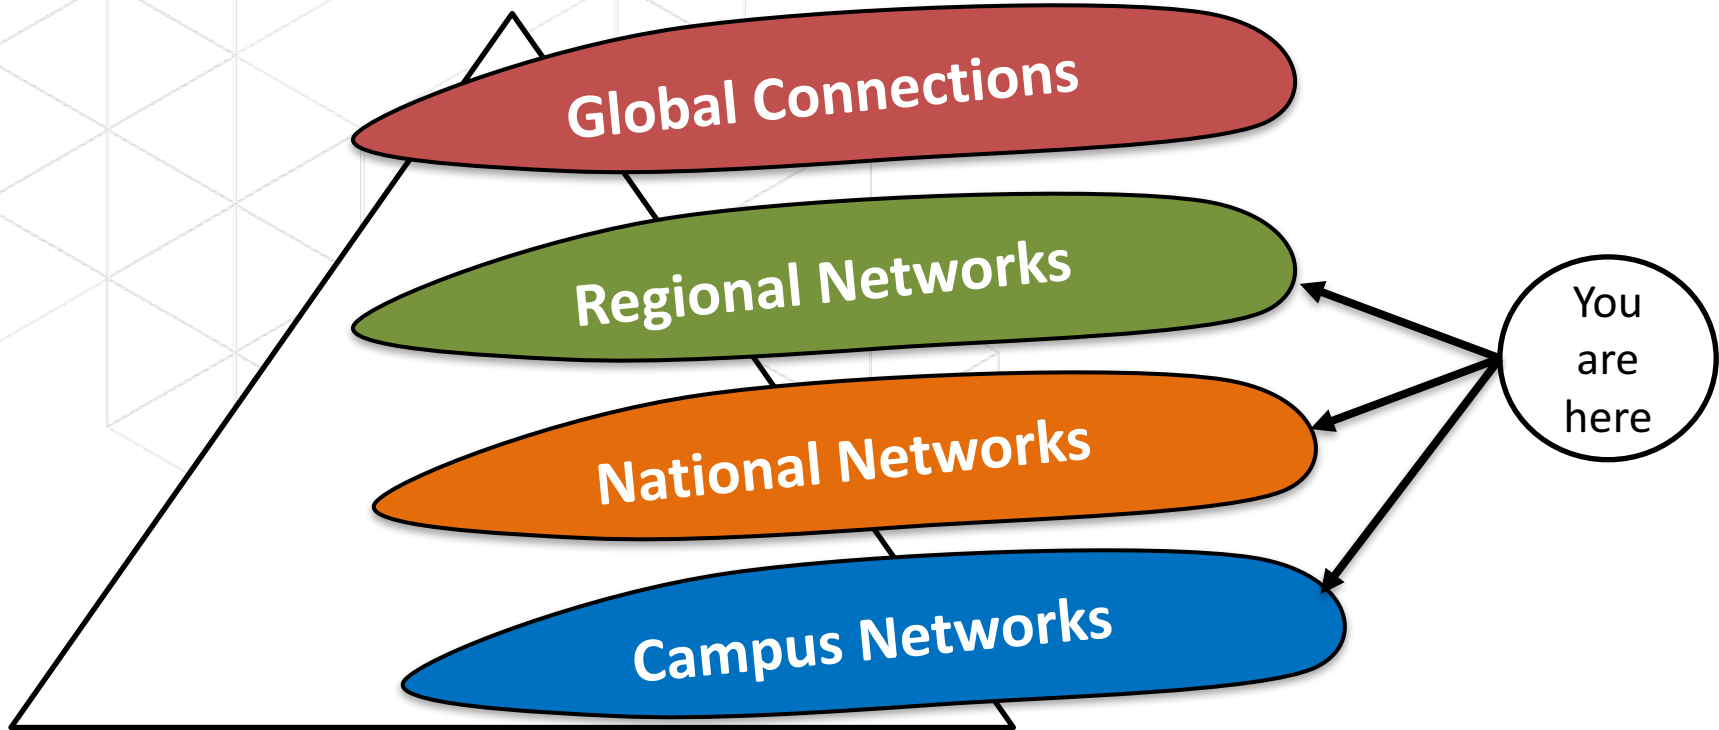 Global Connections
Regional Networks
National Networks
Campus Networks
You
are
here